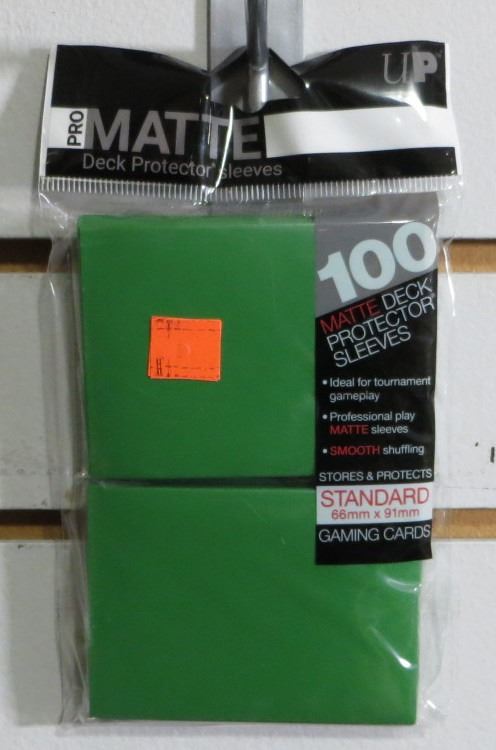 UP
PRO
MATTE
Deck Protector® sleeves
100
MATTE DECK
PROTECTOR®
SLEEVES
• Ideal for tournament
gameplay
• Professional play
MATTE sleeves
• SMOOTH shuffling
STORES & PROTECTS
STANDARD
66mm x 91mm
GAMING CARDS